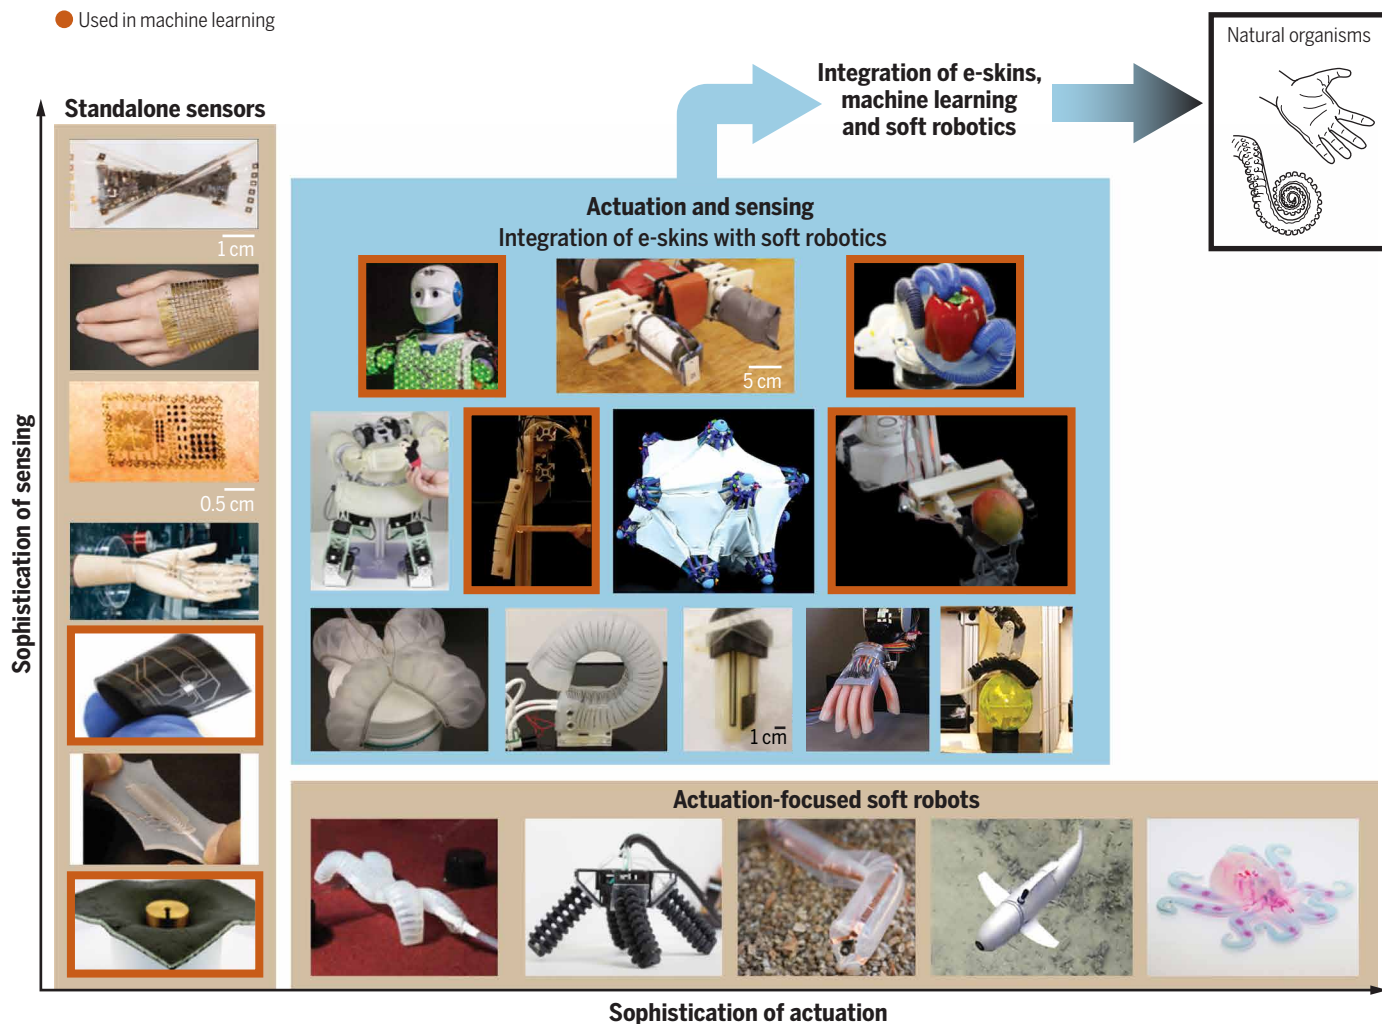 Used in machine learning
Natural organisms
Integration of e-skins,
machine learning
and soft robotics
Standalone sensors
1 cm
0.5 cm
Actuation and sensing
Integration of e-skins with soft robotics
5 cm
1 cm
Actuation-focused soft robots
Sophistication of sensing
Sophistication of actuation